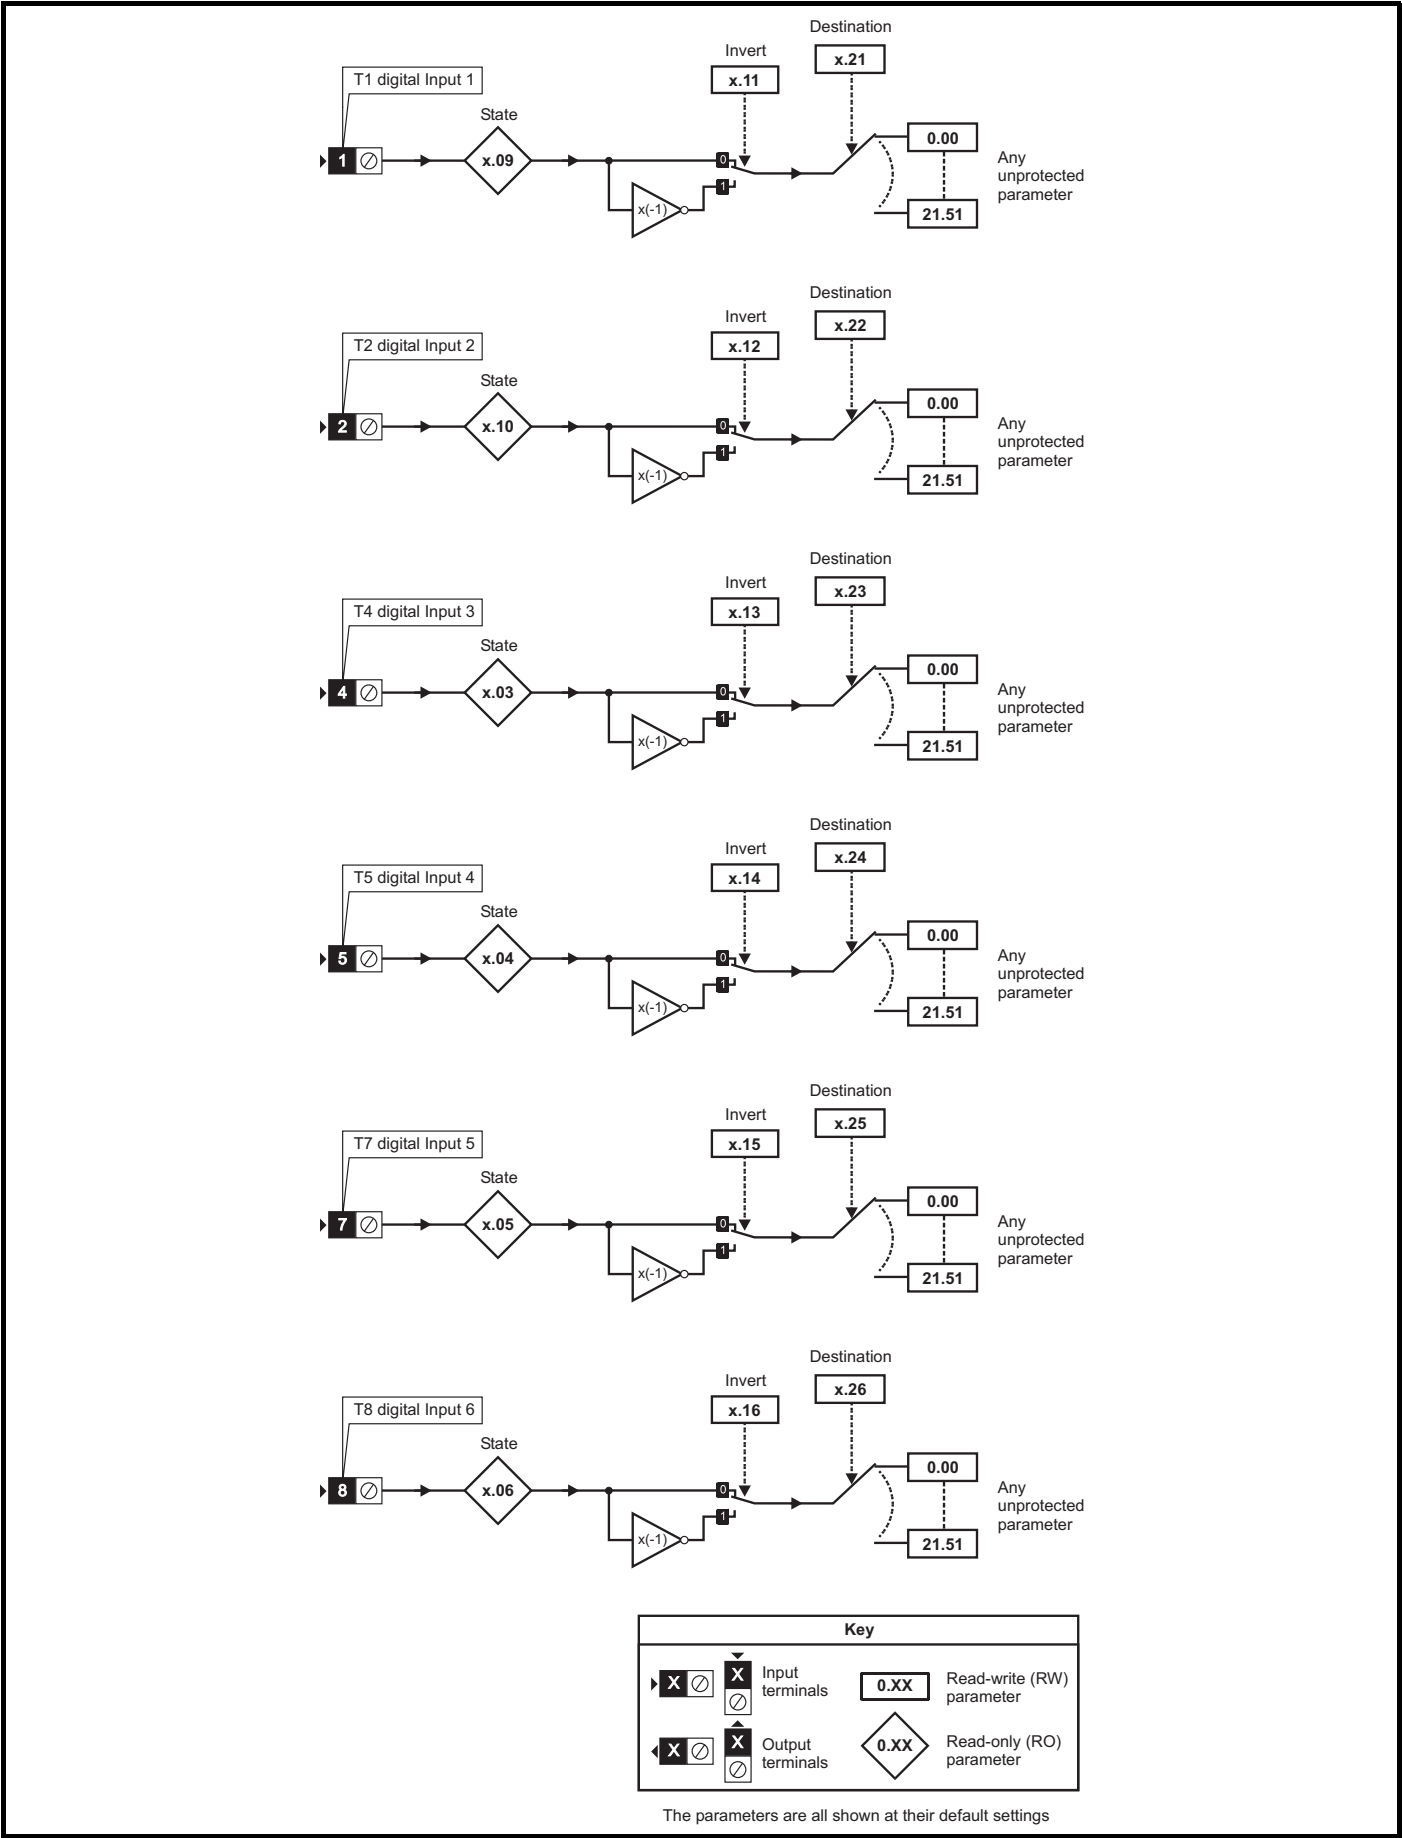 Destination
x.21
Invert
x.11
T1 digital Input 1
State
1
x.09
0
1
x(-1)
0.00
21.51
Any
unprotected
parameter
Destination
x.22
Invert
x.12
T2 digital Input 2
State
2
x.10
0
1
x(-1)
0.00
21.51
Any
unprotected
parameter
Destination
x.23
Invert
x.13
T4 digital Input 3
State
4
x.03
0
1
x(-1)
0.00
21.51
Any
unprotected
parameter
Destination
x.24
Invert
x.14
T5 digital Input 4
State
5
x.04
0
1
x(-1)
0.00
21.51
Any
unprotected
parameter
Destination
x.25
Invert
x.15
T7 digital Input 5
State
7
x.05
0
1
x(-1)
0.00
21.51
Any
unprotected
parameter
Destination
x.26
Invert
x.16
T8 digital Input 6
State
8
x.06
0
1
x(-1)
0.00
21.51
Any
unprotected
parameter
Key
X
X
Input
terminals
0.XX
Read-write (RW)
parameter
X
X
Output
terminals
0.XX
Read-only (RO)
parameter
The parameters are all shown at their default settings